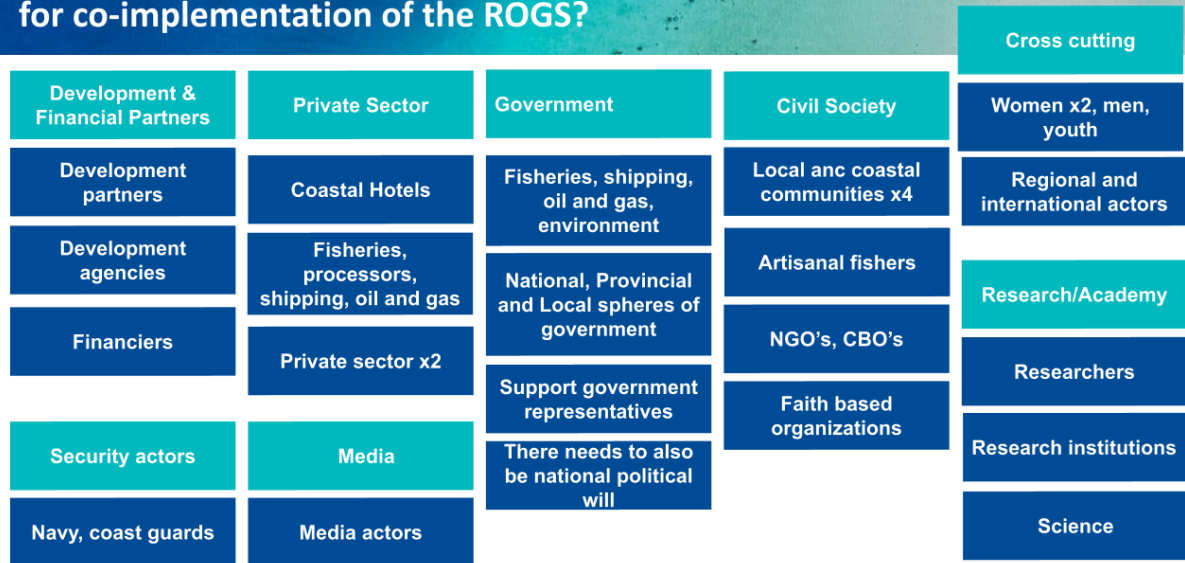 for co-implementation of the ROGS?
Development &
Financial Partners
Development
partners
Development
agencies
Financiers
Security actors
Navy, coast guards
Private Sector
Coastal Hotels
Fisheries,
processors,
shipping, oil and gas
Private sector x2
Media
Media actors
Government
Fisheries, shipping,
oil and gas,
environment
National, Provincial
and Local spheres of
government
Support government
representatives
There needs to also
be national political
will
Civil Society
Local anc coastal
communities x4
Artisanal fishers
NGO's, CBO's
Faith based
organizations
Cross cutting
Women x2, men,
youth
Regional and
international actors
Research/Academy
Researchers
Research institutions
Science